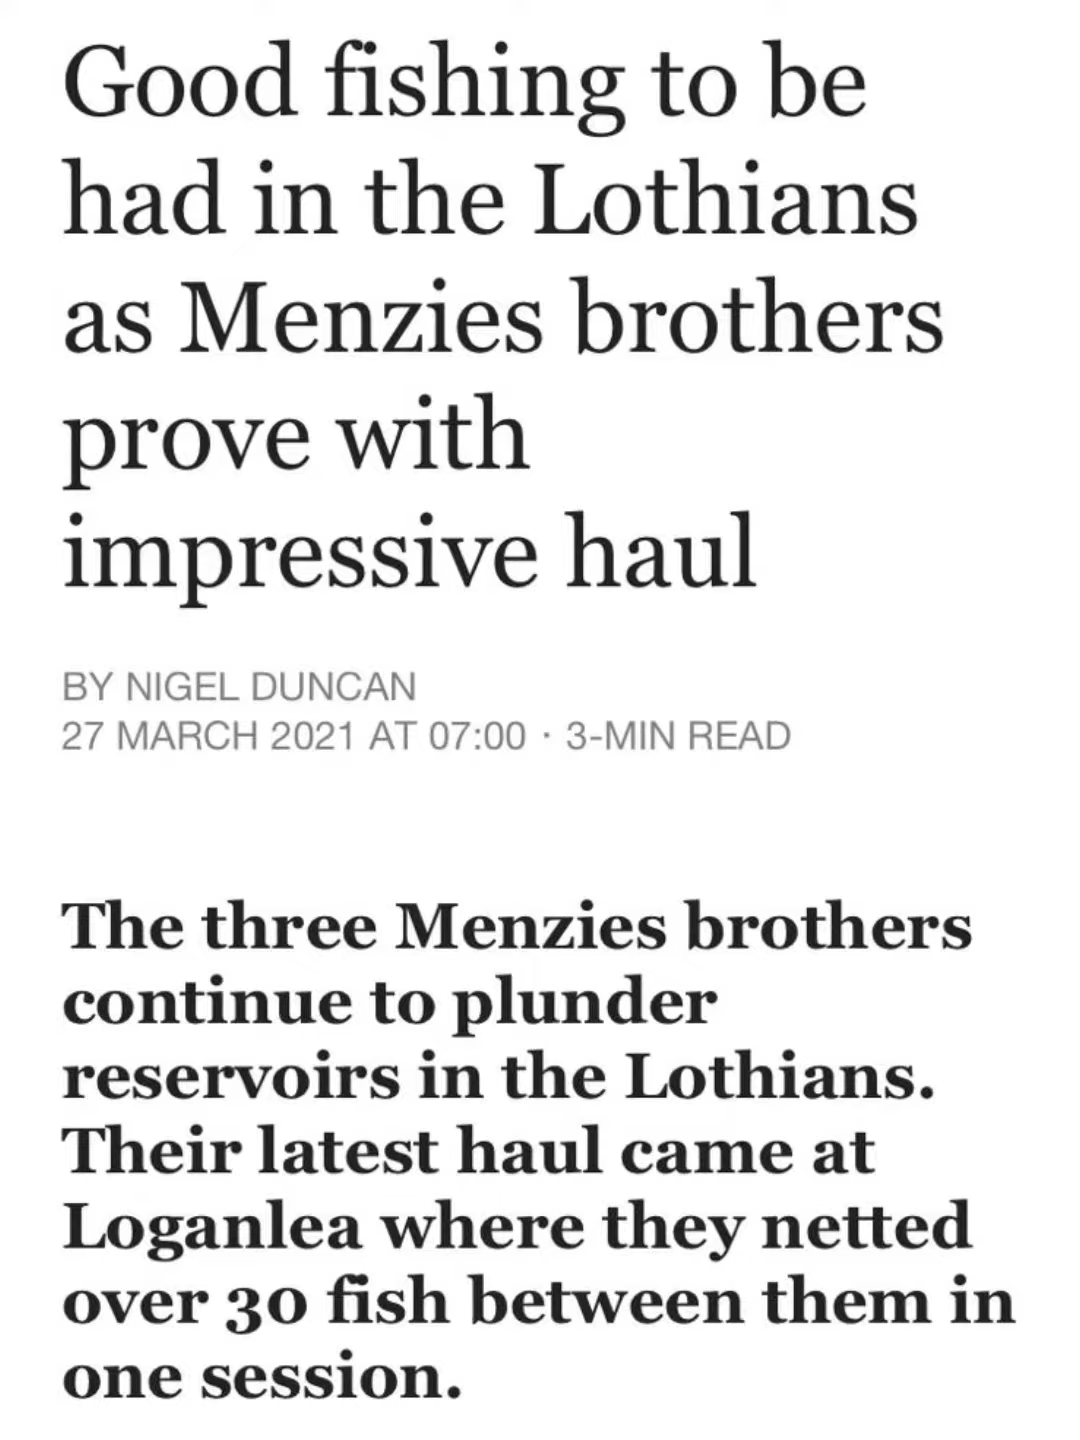 Good fishing to be
had in the Lothians
as Menzies brothers
prove with
impressive haul
BY NIGEL DUNCAN
27 MARCH 2021 AT 07:00 · 3-MIN READ
The three Menzies brothers
continue to plunder
reservoirs in the Lothians.
Their latest haul came at
Loganlea where they netted
over 30 fish between them in
one session.